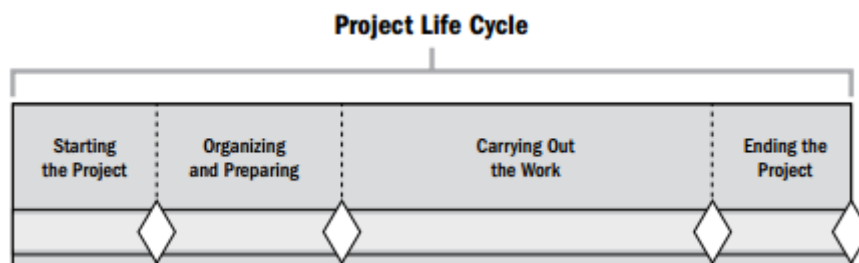 Project Life Cycle
Starting
the Project
Organizing
and Preparing
Carrying Out
the Work
Ending the
Project